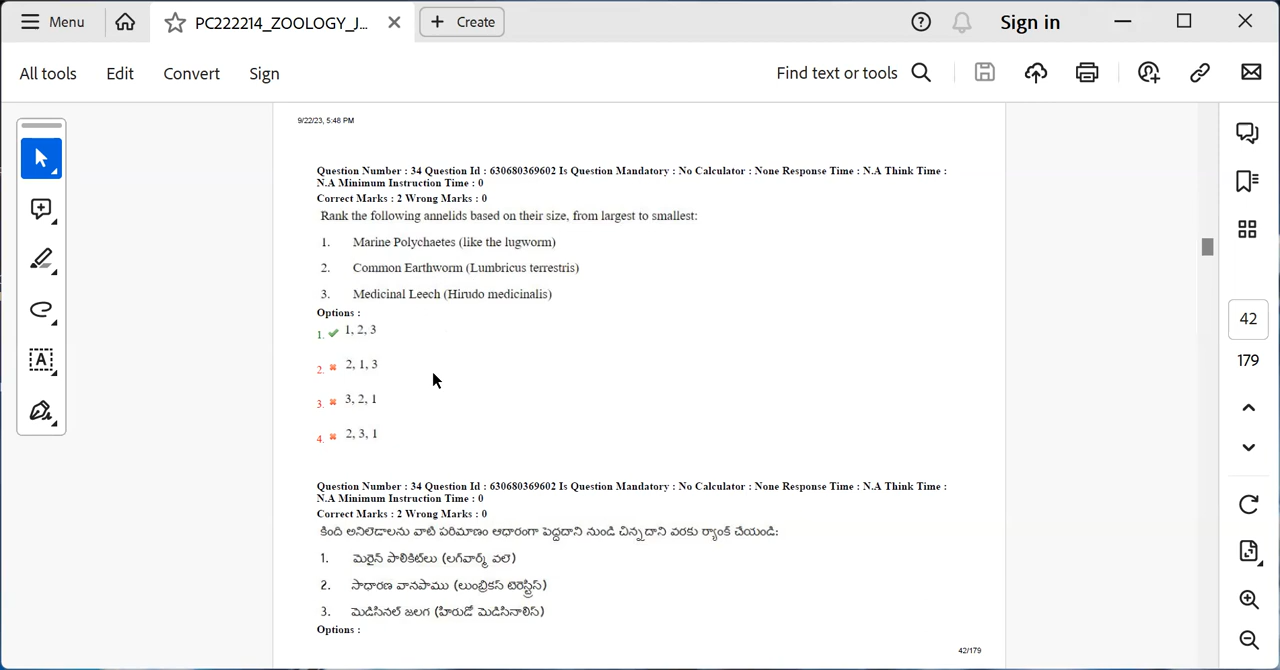 Menu
PC222214_ZOOLOGY_J...
Create
Sign in
All tools
Edit
Convert
Sign
Find text or tools
9/22/23, 5:48 PM
Question Number : 34 Question Id : 630680369602 Is Question Mandatory : No Calculator : None Response Time : N.A Think Time :
N.A Minimum Instruction Time : 0
Correct Marks : 2 Wrong Marks : 0
Rank the following annelids based on their size, from largest to smallest:
1. Marine Polychaetes (like the lugworm)
2. Common Earthworm (Lumbricus terrestris)
3. Medicinal Leech (Hirudo medicinalis)
Options :
1. 1, 2, 3
2. 2, 1, 3
3. 3, 2, 1
4. 2, 3, 1
Question Number : 34 Question Id : 630680369602 Is Question Mandatory : No Calculator : None Response Time : N.A Think Time :
N.A Minimum Instruction Time : 0
Correct Marks : 2 Wrong Marks : 0
కింది అనిలెడాలను వాటి పరిమాణం ఆధారంగా పెద్దదాని నుండి చిన్నదాని వరకు ర్యాంక్ చేయండి:
1. మెరైన్ పాలికీట్‌లు (లగ్‌వార్మ్ వలె)
2. సాధారణ వానపాము (లుంబ్రికస్ టెరెస్ట్రిస్)
3. మెడిసినల్ జలగ (హిరుడో మెడిసినాలిస్)
Options :
42/179
42
179